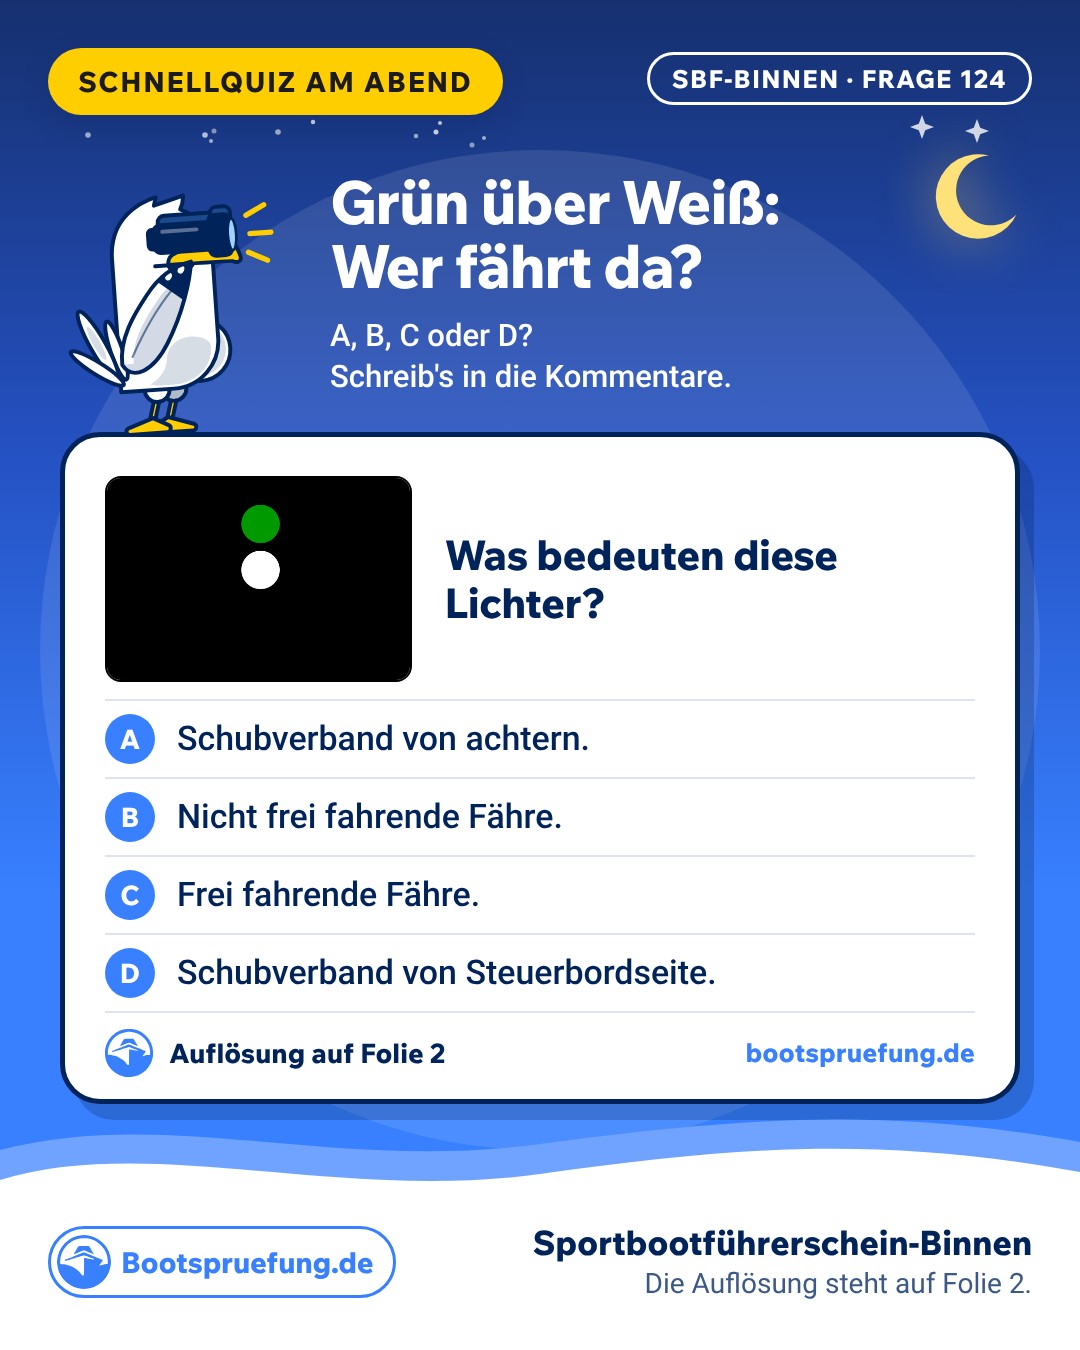 SCHNELLQUIZ AM ABEND
SBF-BINNEN · FRAGE 124
Grün über Weiß:
Wer fährt da?
A, B, C oder D?
Schreib's in die Kommentare.
Was bedeuten diese
Lichter?
A Schubverband von achtern.
B Nicht frei fahrende Fähre.
C Frei fahrende Fähre.
D Schubverband von Steuerbordseite.
Auflösung auf Folie 2
bootspruefung.de
Bootspruefung.de
Sportbootführerschein-Binnen
Die Auflösung steht auf Folie 2.